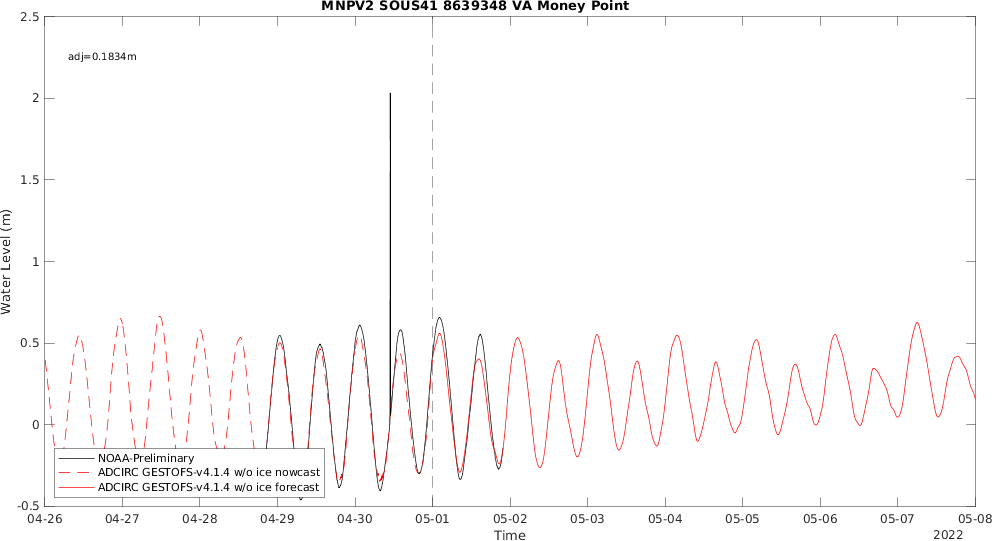 MNPV2 SOUS41 8639348 VA Money Point
2.5
adj=0.1834m
2
1.5
Water Level (m)
1
0.5
0
NOAA-Preliminary
ADCIRC GESTOFS-v4.1.4 w/o ice nowcast
ADCIRC GESTOFS-v4.1.4 w/o ice forecast
-0.5
04-26 04-27 04-28 04-29 04-30 05-01 05-02 05-03 05-04 05-05 05-06 05-07 05-08
Time
2022